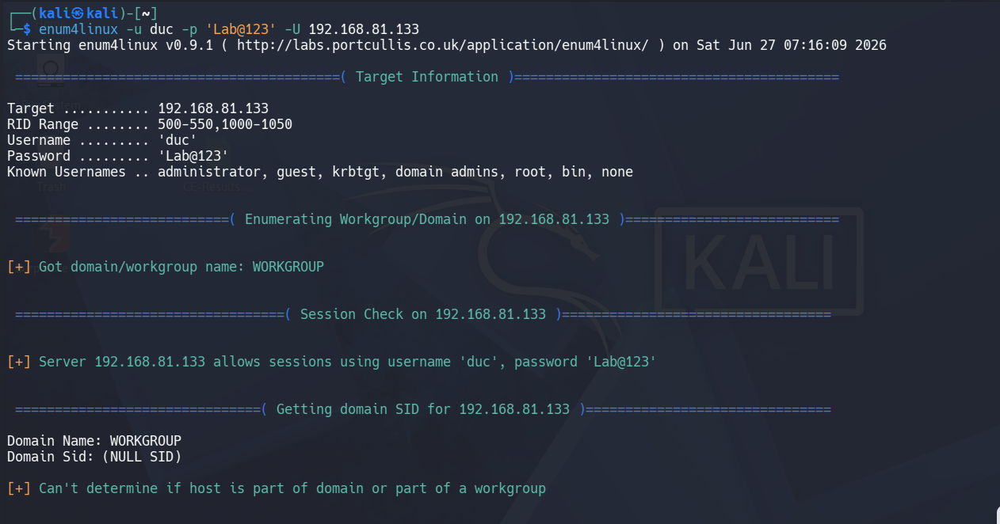 ┌──(kali㉿kali)-[~]
└─$ enum4linux -u duc -p 'Lab@123' -U 192.168.81.133
Starting enum4linux v0.9.1 ( http://labs.portcullis.co.uk/application/enum4linux/ ) on Sat Jun 27 07:16:09 2026
=========================================( Target Information )=========================================
Target ........... 192.168.81.133
RID Range ........ 500-550,1000-1050
Username ......... 'duc'
Password ......... 'Lab@123'
Known Usernames .. administrator, guest, krbtgt, domain admins, root, bin, none
Trash
CE-Results
===========================( Enumerating Workgroup/Domain on 192.168.81.133 )===========================
KALI
[+] Got domain/workgroup name: WORKGROUP
==================================( Session Check on 192.168.81.133 )==================================
[+] Server 192.168.81.133 allows sessions using username 'duc', password 'Lab@123'
===============================( Getting domain SID for 192.168.81.133 )===============================
Domain Name: WORKGROUP
Domain Sid: (NULL SID)
[+] Can't determine if host is part of domain or part of a workgroup